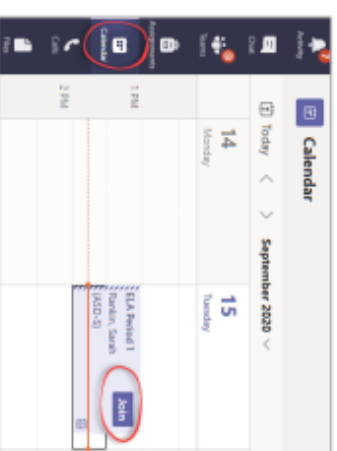 Activity
Chat
Teams
Assignments
Calendar
Calls
Files
Calendar
Today
September 2020
14
Monday
15
Tuesday
1 PM
2 PM
ELA Period 1
Rankin, Sarah
(ASD-S)
Join